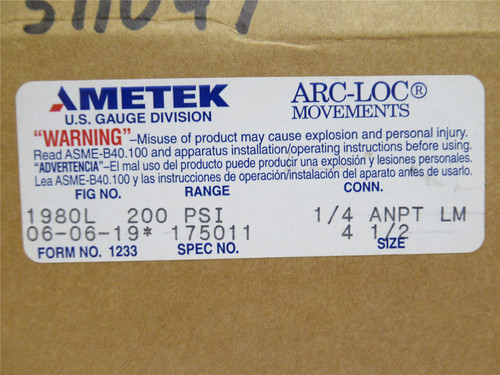 311047
AMETEK ARC-LOC®
U.S. GAUGE DIVISION MOVEMENTS
"WARNING"–Misuse of product may cause explosion and personal injury.
Read ASME-B40.100 and apparatus installation/operating instructions before using.
"ADVERTENCIA"–El mal uso del producto puede producir una explosión y lesiones personales.
Lea ASME-B40.100 y las instrucciones de operación/instalación del aparato antes de usarlo.
FIG NO. RANGE CONN.
1980L 200 PSI 1/4 ANPT LM
06-06-19* 175011 4 1/2
FORM NO. 1233 SPEC NO. SIZE